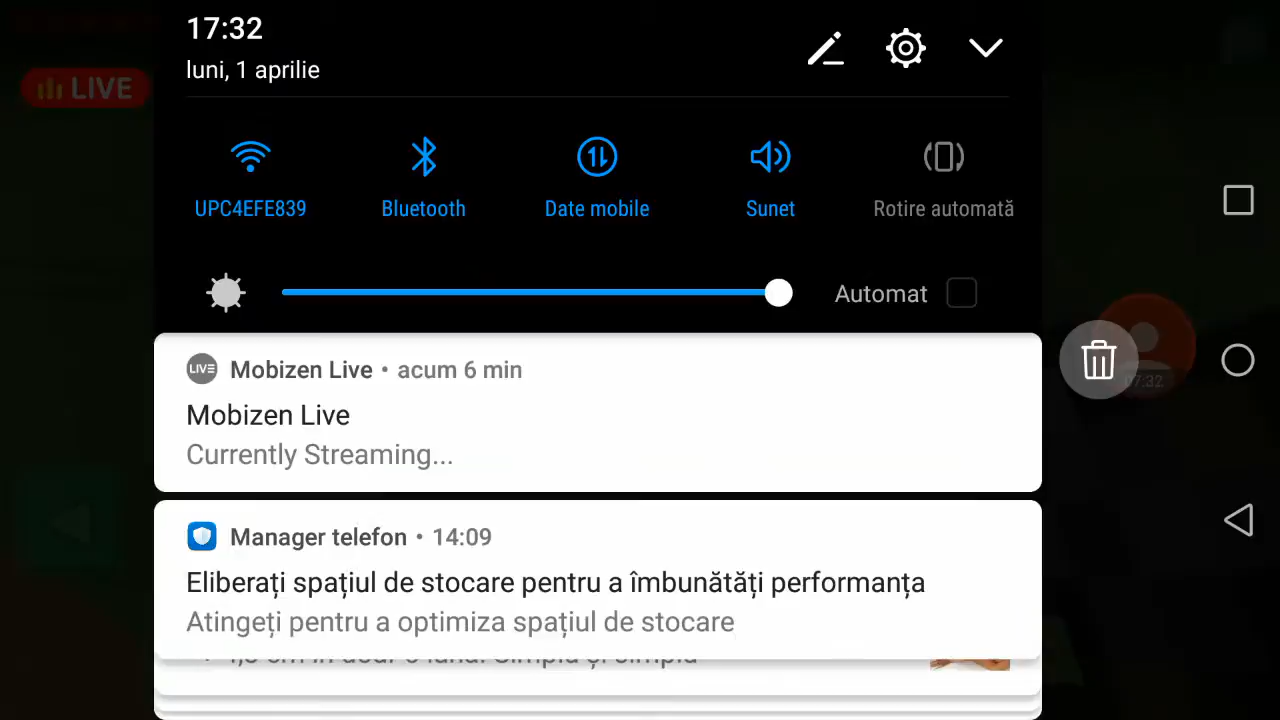 17:32
luni, 1 aprilie
LIVE
UPC4EFE839
Bluetooth
Date mobile
Sunet
Rotire automată
Automat
LIVE Mobizen Live • acum 6 min
Mobizen Live
Currently Streaming...
07:32
Manager telefon • 14:09
Eliberați spațiul de stocare pentru a îmbunătăți performanța
Atingeți pentru a optimiza spațiul de stocare